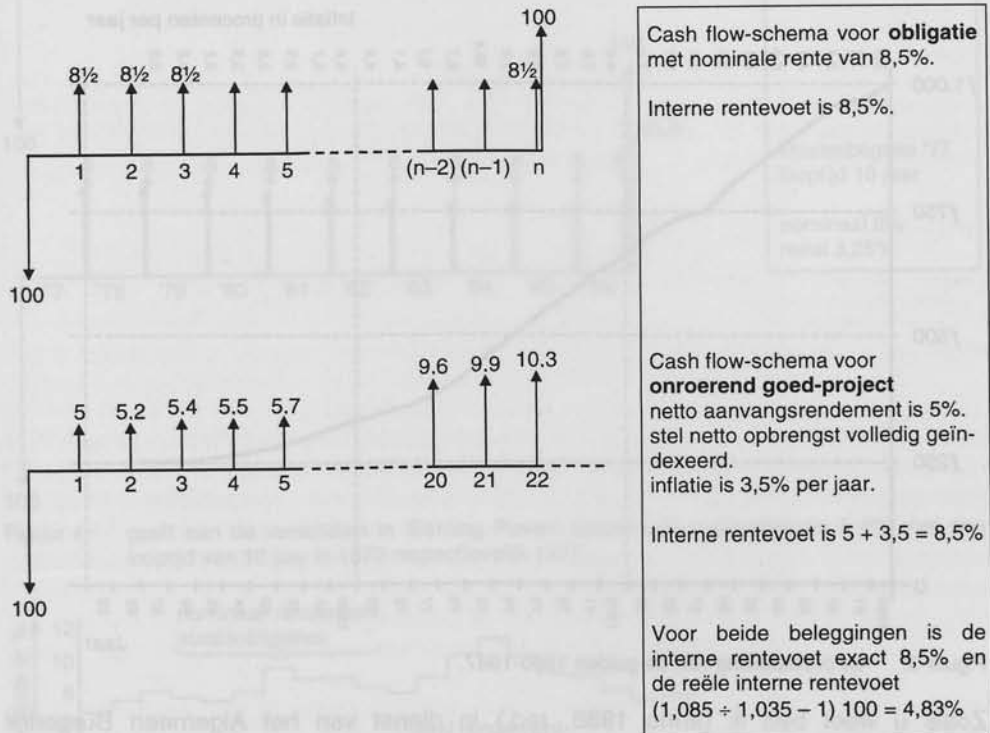 100
8½ 8½ 8½ 8½
1 2 3 4 5 (n–2) (n–1) n
100
Cash flow-schema voor obligatie
met nominale rente van 8,5%.
Interne rentevoet is 8,5%.
5 5.2 5.4 5.5 5.7 9.6 9.9 10.3
1 2 3 4 5 20 21 22
100
Cash flow-schema voor
onroerend goed-project
netto aanvangsrendement is 5%.
stel netto opbrengst volledig geïn-
dexeerd.
inflatie is 3,5% per jaar.
Interne rentevoet is 5 + 3,5 = 8,5%
Voor beide beleggingen is de
interne rentevoet exact 8,5% en
de reële interne rentevoet
(1,085 ÷ 1,035 – 1) 100 = 4,83%